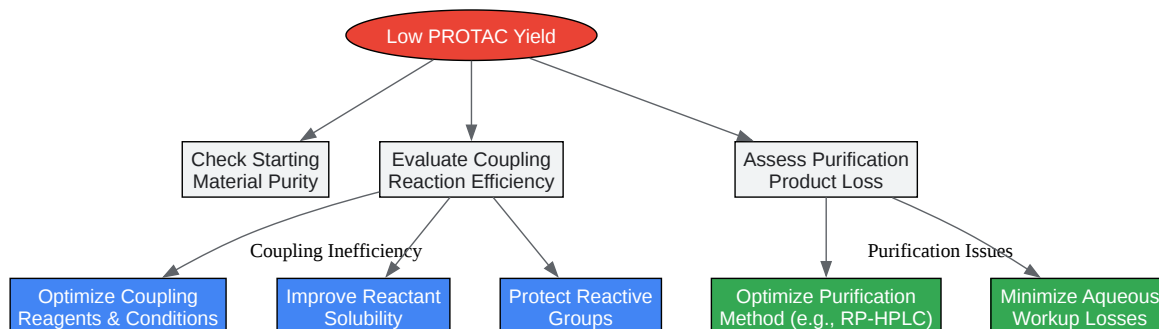 Low PROTAC Yield
Check Starting
Material Purity
Evaluate Coupling
Reaction Efficiency
Assess Purification
Product Loss
Coupling Inefficiency
Purification Issues
Optimize Coupling
Reagents & Conditions
Improve Reactant
Solubility
Protect Reactive
Groups
Optimize Purification
Method (e.g., RP-HPLC)
Minimize Aqueous
Workup Losses